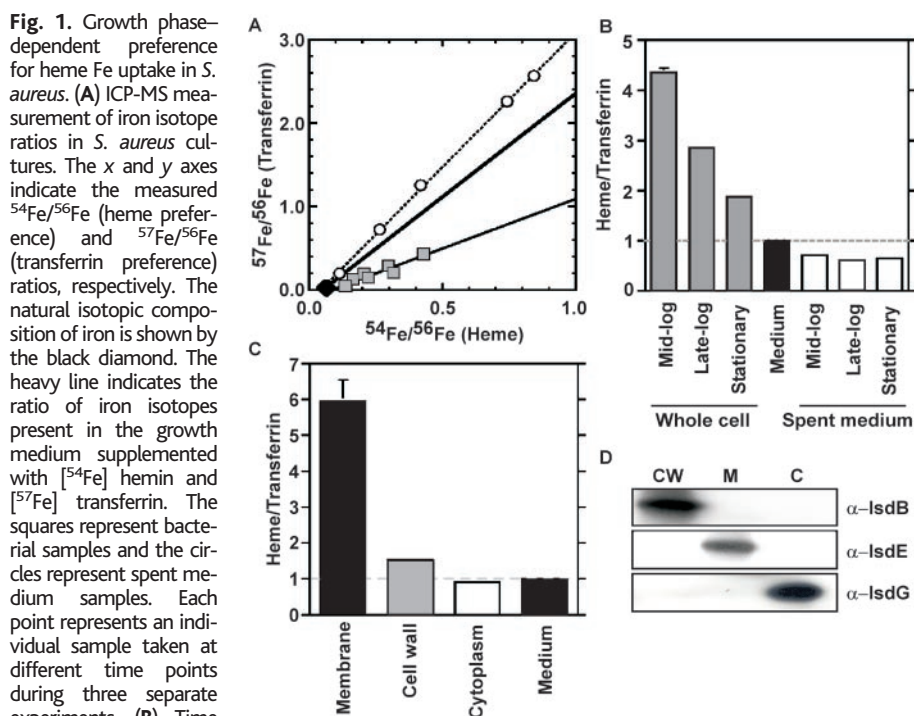 Fig. 1. Growth phase–
dependent preference
for heme Fe uptake in S.
aureus. (A) ICP-MS mea-
surement of iron isotope
ratios in S. aureus cul-
tures. The x and y axes
indicate the measured
⁵⁴Fe/⁵⁶Fe (heme prefer-
ence) and ⁵⁷Fe/⁵⁶Fe
(transferrin preference)
ratios, respectively. The
natural isotopic compo-
sition of iron is shown by
the black diamond. The
heavy line indicates the
ratio of iron isotopes
present in the growth
medium supplemented
with [⁵⁴Fe] hemin and
[⁵⁷Fe] transferrin. The
squares represent bacte-
rial samples and the cir-
cles represent spent me-
dium samples. Each
point represents an indi-
vidual sample taken at
different time points
during three separate
experiments. (B) Time
A
3.0
2.0
1.0
0.0
⁵⁷Fe/⁵⁶Fe (Transferrin)
0.0 0.5 1.0
⁵⁴Fe/⁵⁶Fe (Heme)
B
5
4
3
2
1
0
Heme/Transferrin
Mid-log
Late-log
Stationary
Medium
Mid-log
Late-log
Stationary
Whole cell
Spent medium
C
7
6
5
4
3
2
1
0
Heme/Transferrin
Membrane
Cell wall
Cytoplasm
Medium
D
CW M C
α–IsdB
α–IsdE
α–IsdG